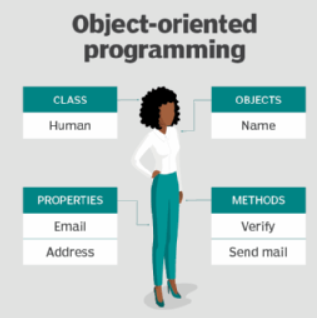 Object-oriented
programming
CLASS
Human
OBJECTS
Name
PROPERTIES
Email
Address
METHODS
Verify
Send mail